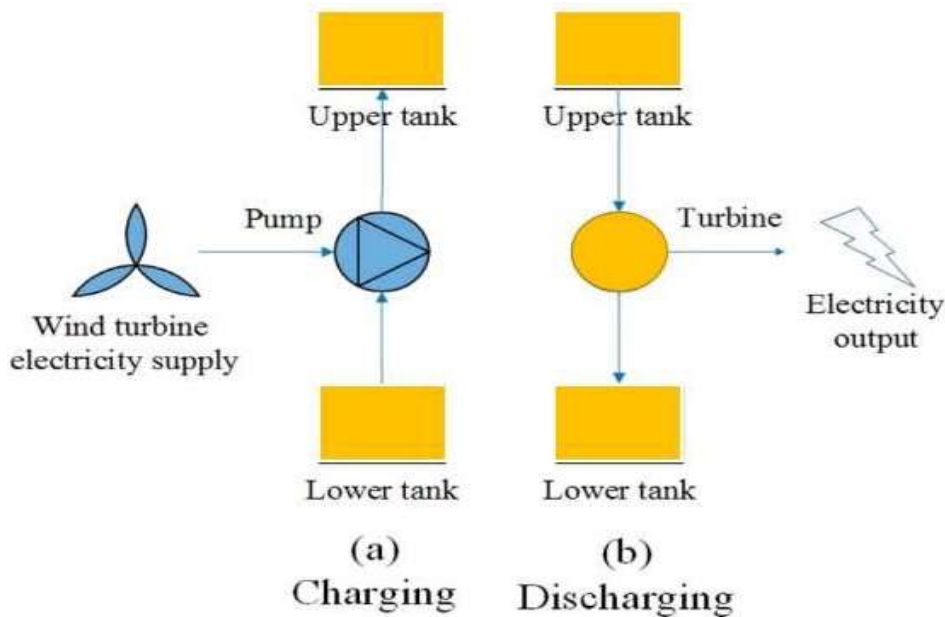 Upper tank
Upper tank
Pump
Turbine
Wind turbine
electricity supply
Electricity
output
Lower tank
Lower tank
(a)
Charging
(b)
Discharging